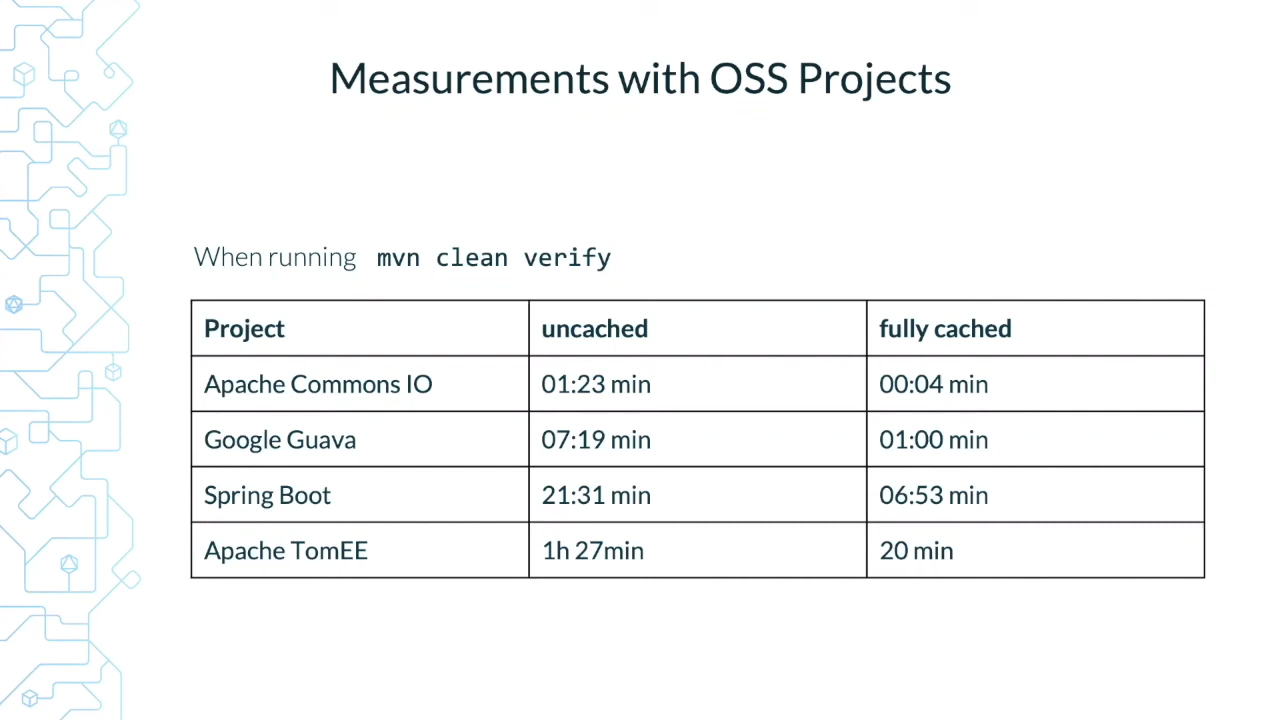 Measurements with OSS Projects
When running mvn clean verify
Project uncached fully cached
Apache Commons IO 01:23 min 00:04 min
Google Guava 07:19 min 01:00 min
Spring Boot 21:31 min 06:53 min
Apache TomEE 1h 27min 20 min